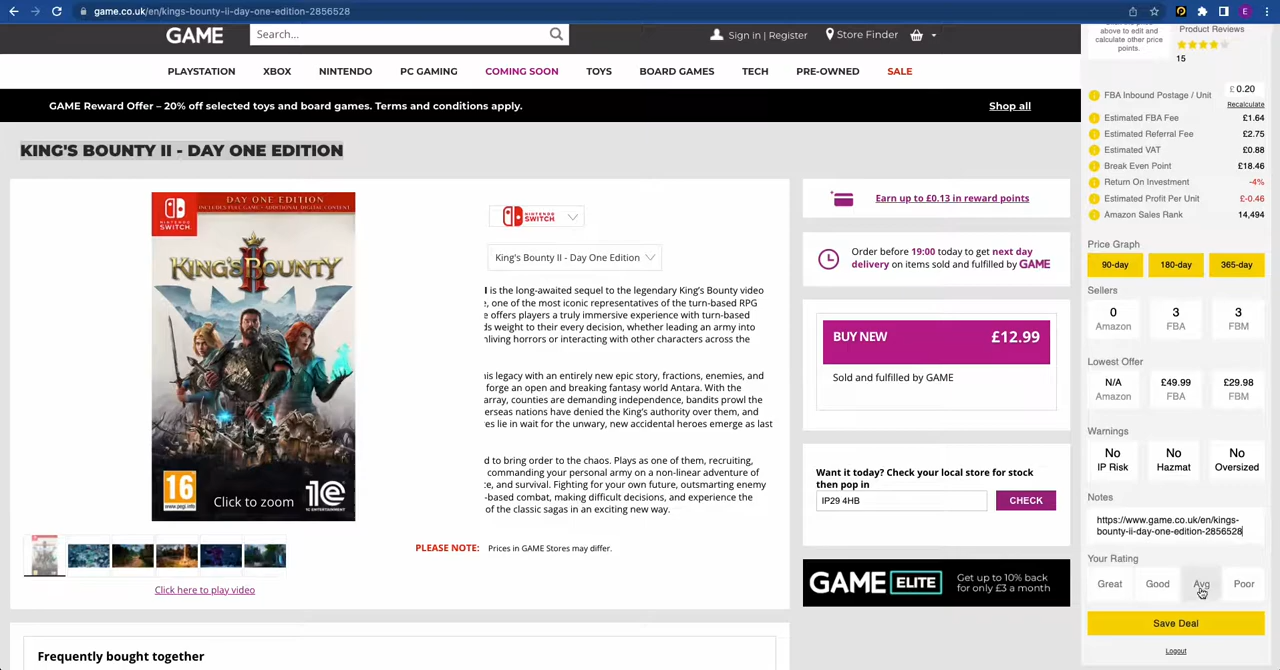 game.co.uk/en/kings-bounty-ii-day-one-edition-2856528
E
GAME
Search...
Sign in | Register
Store Finder
PLAYSTATION
XBOX
NINTENDO
PC GAMING
COMING SOON
TOYS
BOARD GAMES
TECH
PRE-OWNED
SALE
GAME Reward Offer – 20% off selected toys and board games. Terms and conditions apply.
Shop all
KING'S BOUNTY II - DAY ONE EDITION
DAY ONE EDITION
INCLUDES FULL GAME + ADDITIONAL DIGITAL CONTENT
NINTENDO
SWITCH
KING'S BOUNTY
II
16
www.pegi.info
Click to zoom
1C
ENTERTAINMENT
Click here to play video
NINTENDO
SWITCH
King's Bounty II - Day One Edition
I is the long-awaited sequel to the legendary King's Bounty video
e, one of the most iconic representatives of the turn-based RPG
e offers players a truly immersive experience with turn-based
ds weight to their every decision, whether leading an army into
nliving horrors or interacting with other characters across the
nis legacy with an entirely new epic story, fractions, enemies, and
forge an open and breaking fantasy world Antara. With the
array, counties are demanding independence, bandits prowl the
erseas nations have denied the King's authority over them, and
es lie in wait for the unwary, new accidental heroes emerge as last
d to bring order to the chaos. Plays as one of them, recruiting,
commanding your personal army on a non-linear adventure of
e, and survival. Fighting for your own future, outsmarting enemy
-based combat, making difficult decisions, and experience the
of the classic sagas in an exciting new way.
PLEASE NOTE: Prices in GAME Stores may differ.
Frequently bought together
Earn up to £0.13 in reward points
Order before 19:00 today to get next day
delivery on items sold and fulfilled by GAME
BUY NEW £12.99
Sold and fulfilled by GAME
Want it today? Check your local store for stock
then pop in
IP29 4HB
CHECK
GAME ELITE
Get up to 10% back
for only £3 a month
above to edit and
calculate other price
points.
Product Reviews
15
FBA Inbound Postage / Unit £ 0.20
Recalculate
Estimated FBA Fee £1.64
Estimated Referral Fee £2.75
Estimated VAT £0.88
Break Even Point £18.46
Return On Investment -4%
Estimated Profit Per Unit £-0.46
Amazon Sales Rank 14,494
Price Graph
90-day 180-day 365-day
Sellers
0 3 3
Amazon FBA FBM
Lowest Offer
N/A £49.99 £29.98
Amazon FBA FBM
Warnings
No No No
IP Risk Hazmat Oversized
Notes
https://www.game.co.uk/en/kings-
bounty-ii-day-one-edition-2856528
Your Rating
Great Good Avg Poor
Save Deal
Logout